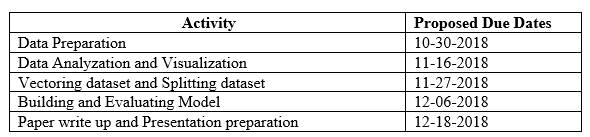 Activity Proposed Due Dates
Data Preparation 10-30-2018
Data Analyzation and Visualization 11-16-2018
Vectoring dataset and Splitting dataset 11-27-2018
Building and Evaluating Model 12-06-2018
Paper write up and Presentation preparation 12-18-2018